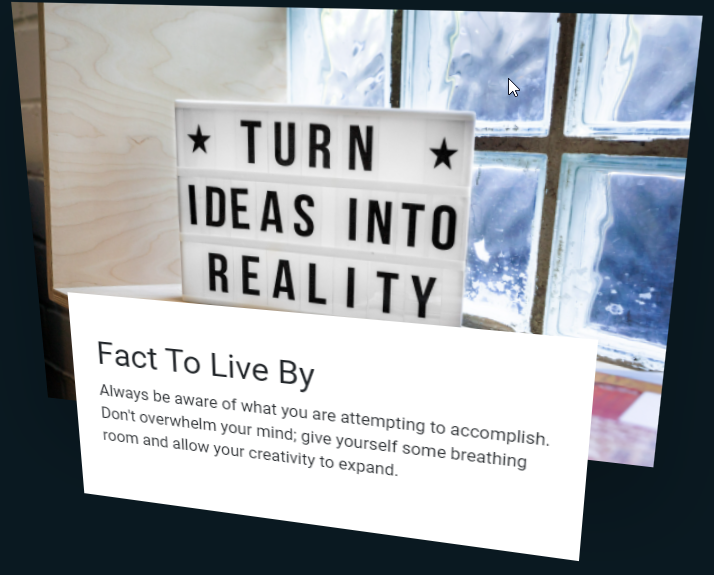 ★ TURN ★
IDEAS INTO
REALITY
Fact To Live By
Always be aware of what you are attempting to accomplish.
Don't overwhelm your mind; give yourself some breathing
room and allow your creativity to expand.